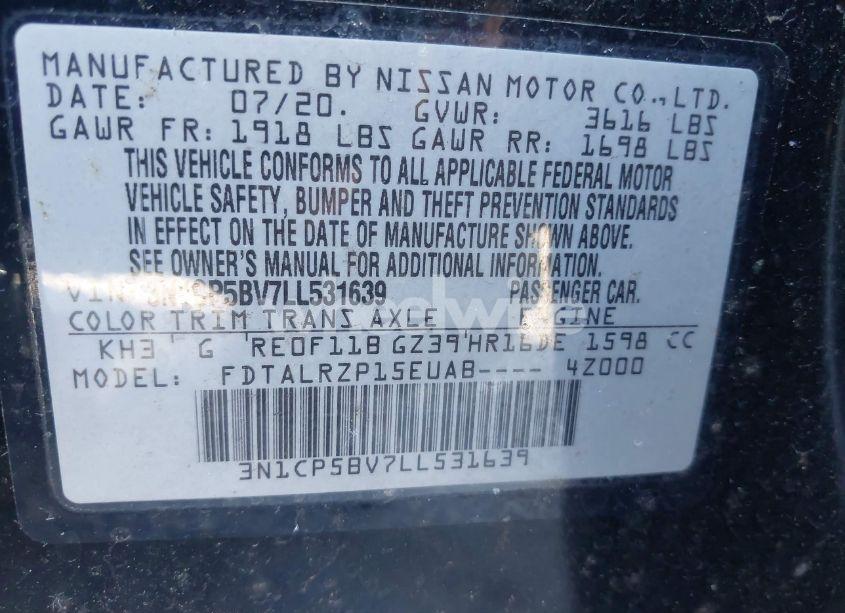 MANUFACTURED BY NISSAN MOTOR CO., LTD.
DATE: 07/20. GVWR: 3616 LBS
GAWR FR: 1918 LBS GAWR RR: 1698 LBS
THIS VEHICLE CONFORMS TO ALL APPLICABLE FEDERAL MOTOR
VEHICLE SAFETY, BUMPER AND THEFT PREVENTION STANDARDS
IN EFFECT ON THE DATE OF MANUFACTURE SHOWN ABOVE.
SEE OWNER'S MANUAL FOR ADDITIONAL INFORMATION.
VIN: 3N1CP5BV7LL531639 PASSENGER CAR.
COLOR TRIM TRANS AXLE ENGINE
KH3 G RE0F11B GZ39 HR16DE 1598 CC
MODEL: FDTALRZP15EUAB---- 4Z000
3N1CP5BV7LL531639